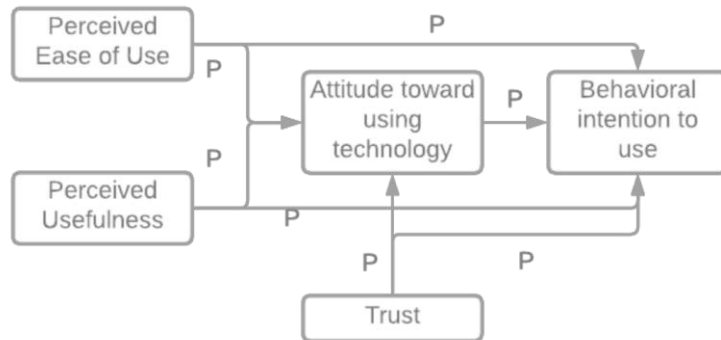 Perceived
Ease of Use
P
P
Attitude toward
using
technology
P
Behavioral
intention to
use
P
Perceived
Usefulness
P
P
P
Trust